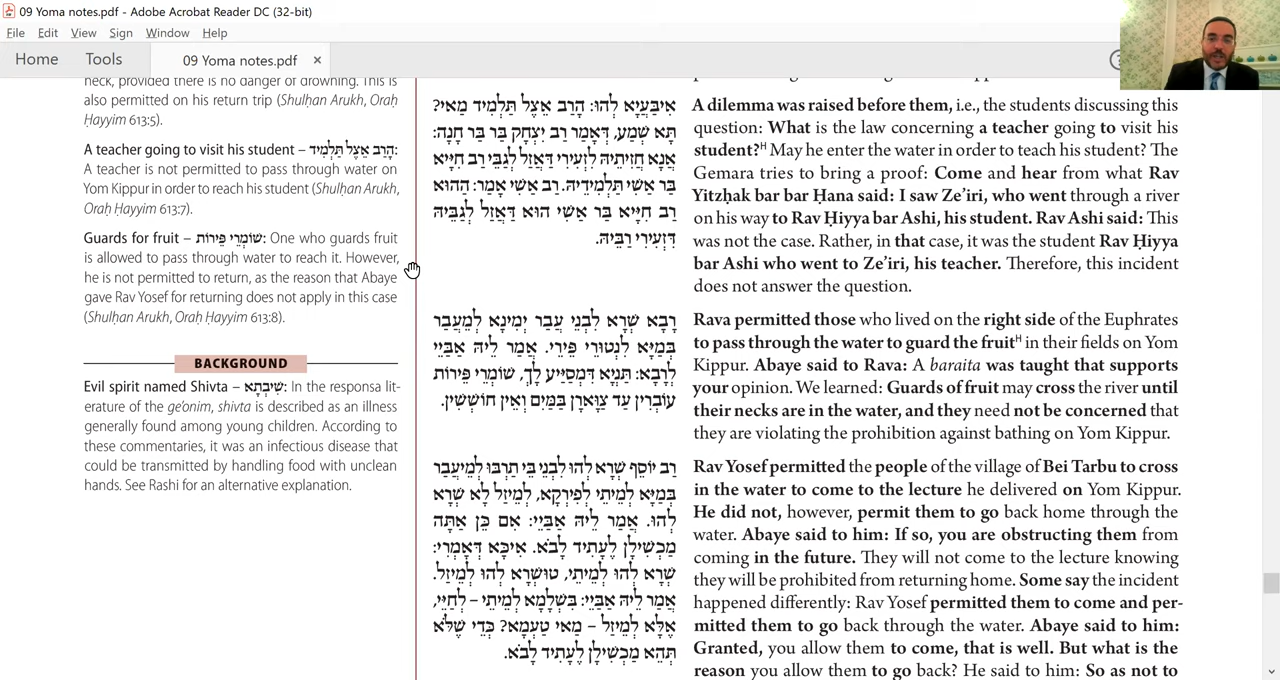 09 Yoma notes.pdf - Adobe Acrobat Reader DC (32-bit)
File Edit View Sign Window Help
Home Tools 09 Yoma notes.pdf ×
neck, provided there is no danger of drowning. This is
also permitted on his return trip (Shulḥan Arukh, Oraḥ
Ḥayyim 613:5).
A teacher going to visit his student – הָרַב אֵצֶל תַּלְמִיד:
A teacher is not permitted to pass through water on
Yom Kippur in order to reach his student (Shulḥan Arukh,
Oraḥ Ḥayyim 613:7).
Guards for fruit – שׁוֹמְרֵי פֵּירוֹת: One who guards fruit
is allowed to pass through water to reach it. However,
he is not permitted to return, as the reason that Abaye
gave Rav Yosef for returning does not apply in this case
(Shulḥan Arukh, Oraḥ Ḥayyim 613:8).
BACKGROUND
Evil spirit named Shivta – שִׁיבְתָא: In the responsa lit-
erature of the ge'onim, shivta is described as an illness
generally found among young children. According to
these commentaries, it was an infectious disease that
could be transmitted by handling food with unclean
hands. See Rashi for an alternative explanation.
אִיבַּעֲיָא לְהוּ: הָרַב אֵצֶל תַּלְמִיד מַאי?
תָּא שְׁמַע, דְּאָמַר רַב יִצְחָק בַּר בַּר חָנָה:
אֲנָא חֲזִיתֵיהּ לִזְעֵירִי דַּאֲזַל לְגַבֵּי רַב חִיָּיא
בַּר אַשִׁי תַּלְמִידֵיהּ. רַב אַשִׁי אָמַר: הַהוּא
רַב חִיָּיא בַּר אַשִׁי הוּא דַּאֲזַל לְגַבֵּיהּ
דִּזְעֵירִי רַבֵּיהּ.
רָבָא שְׁרָא לִבְנֵי עֵבֶר יְמִינָא לְמֶעְבַּר
בְּמַיָּא לִנְטוּרֵי פֵּירֵי. אֲמַר לֵיהּ אַבַּיֵי
לְרָבָא: תַּנְיָא דִּמְסַיַּיע לָךְ, שׁוֹמְרֵי פֵּירוֹת
עוֹבְרִין עַד צַוָּארָן בַּמַּיִם וְאֵין חוֹשְׁשִׁין.
רַב יוֹסֵף שְׁרָא לְהוּ לִבְנֵי בֵּי תַרְבּוּ לְמֵיעֲבַר
בְּמַיָּא לְמֵיתֵי לְפִירְקָא, לְמֵיזַל לָא שְׁרָא
לְהוּ. אֲמַר לֵיהּ אַבַּיֵי: אִם כֵּן אַתָּה
מַכְשִׁילָן לֶעָתִיד לָבֹא. אִיכָּא דְּאָמְרִי:
שְׁרָא לְהוּ לְמֵיתֵי, וּשְׁרָא לְהוּ לְמֵיזַל.
אֲמַר לֵיהּ אַבַּיֵי: בִּשְׁלָמָא לְמֵיתֵי – לְחַיֵּי,
אֶלָּא לְמֵיזַל – מַאי טַעְמָא? כְּדֵי שֶׁלֹּא
תְּהֵא מַכְשִׁילָן לֶעָתִיד לָבֹא.
A dilemma was raised before them, i.e., the students discussing this
question: What is the law concerning a teacher going to visit his
student?H May he enter the water in order to teach his student? The
Gemara tries to bring a proof: Come and hear from what Rav
Yitzḥak bar bar Ḥana said: I saw Ze'iri, who went through a river
on his way to Rav Ḥiyya bar Ashi, his student. Rav Ashi said: This
was not the case. Rather, in that case, it was the student Rav Ḥiyya
bar Ashi who went to Ze'iri, his teacher. Therefore, this incident
does not answer the question.
Rava permitted those who lived on the right side of the Euphrates
to pass through the water to guard the fruitH in their fields on Yom
Kippur. Abaye said to Rava: A baraita was taught that supports
your opinion. We learned: Guards of fruit may cross the river until
their necks are in the water, and they need not be concerned that
they are violating the prohibition against bathing on Yom Kippur.
Rav Yosef permitted the people of the village of Bei Tarbu to cross
in the water to come to the lecture he delivered on Yom Kippur.
He did not, however, permit them to go back home through the
water. Abaye said to him: If so, you are obstructing them from
coming in the future. They will not come to the lecture knowing
they will be prohibited from returning home. Some say the incident
happened differently: Rav Yosef permitted them to come and per-
mitted them to go back through the water. Abaye said to him:
Granted, you allow them to come, that is well. But what is the
reason you allow them to go back? He said to him: So as not to